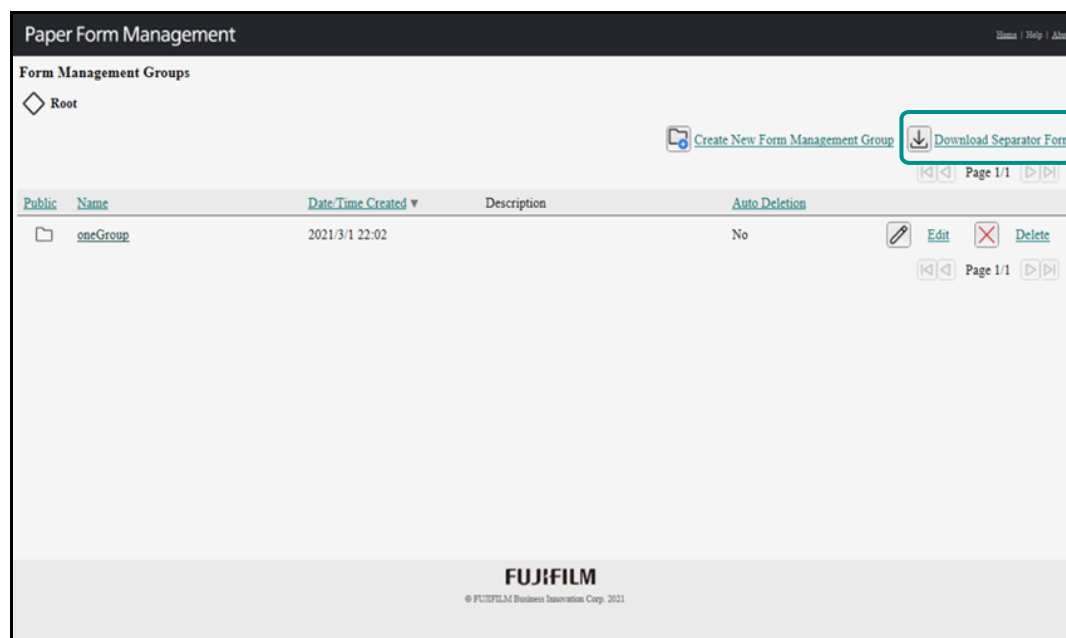 Paper Form Management
Home | Help | Abo
Form Management Groups
Root
Create New Form Management Group Download Separator Form
Page 1/1
Public Name Date/Time Created ▼ Description Auto Deletion
oneGroup 2021/3/1 22:02 No Edit Delete
Page 1/1
FUJIFILM
© FUJIFILM Business Innovation Corp. 2021